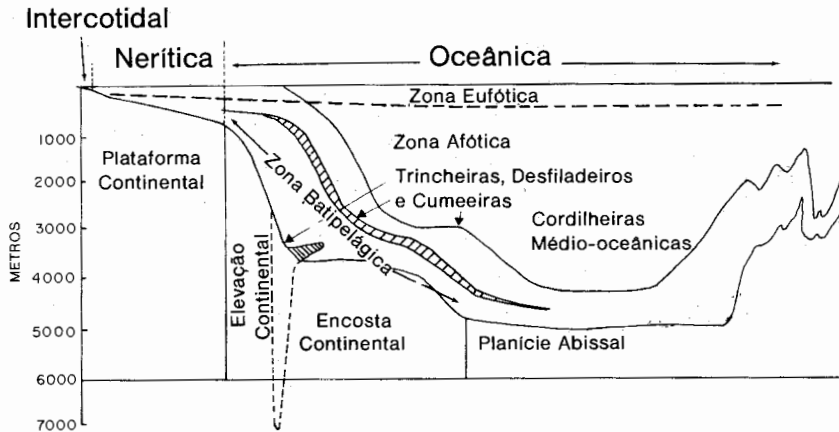 Intercotidal
Nerítica
Oceânica
Zona Eufótica
Zona Afótica
1000
2000
3000
4000
5000
6000
7000
METROS
Plataforma
Continental
Zona Batipelágica
Trincheiras, Desfiladeiros
e Cumeeiras
Cordilheiras
Médio-oceânicas
Elevação
Continental
Encosta
Continental
Planície Abissal